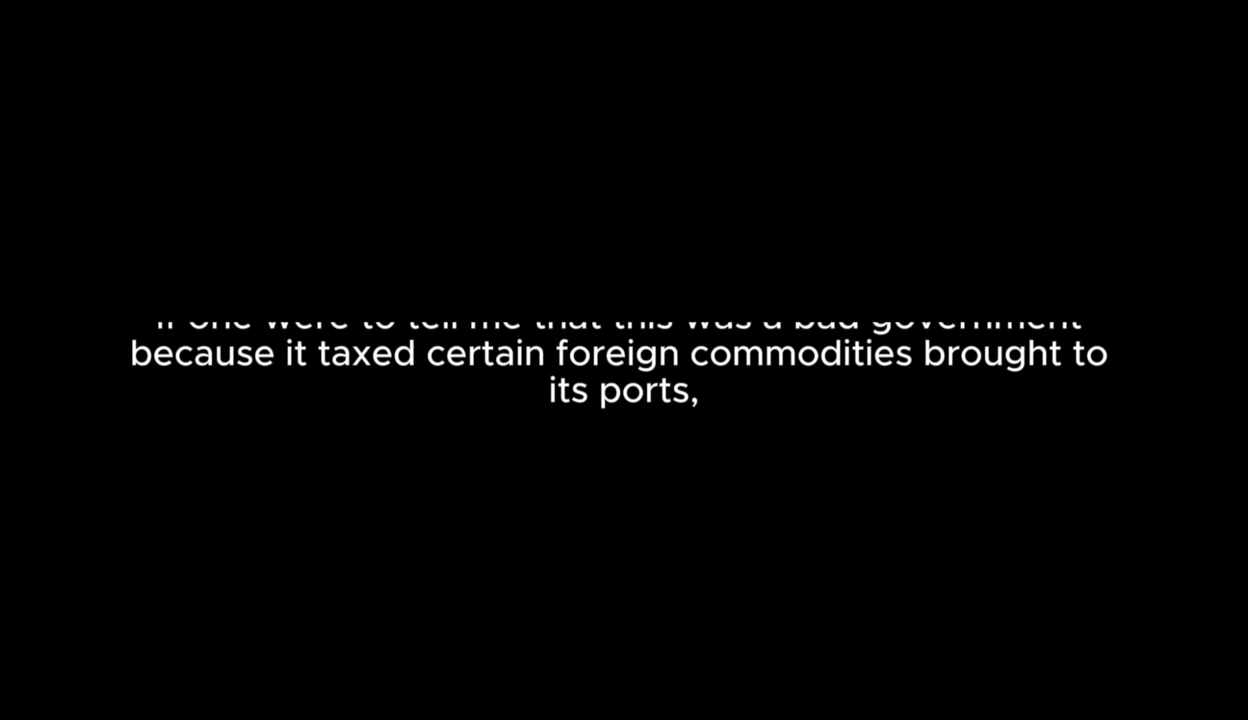 If one were to tell me that this was a bad government
because it taxed certain foreign commodities brought to
its ports,